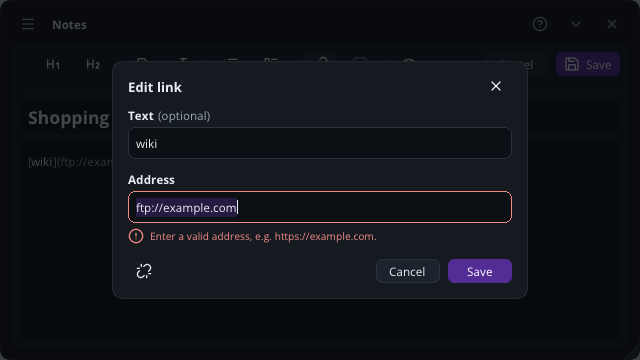 Notes
H1 H2
Save
Shopping
[wiki](ftp://exam
Edit link
Text (optional)
wiki
Address
ftp://example.com
Enter a valid address, e.g. https://example.com.
Cancel
Save